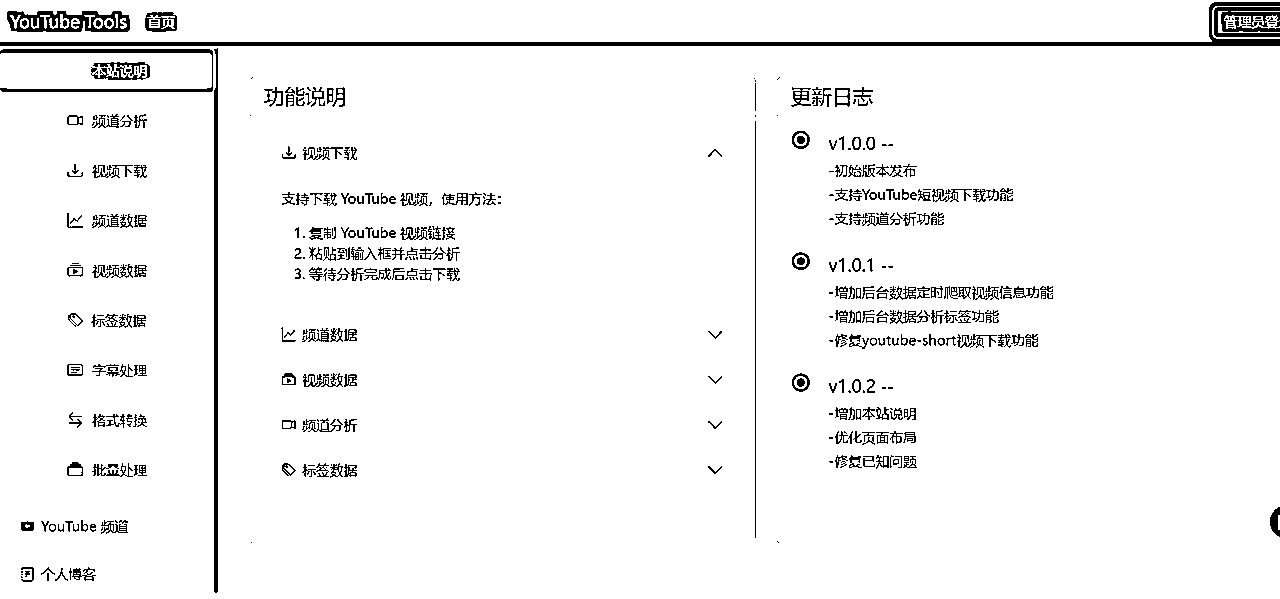 YouTube Tools 首页
管理员登
本站说明
频道分析
视频下载
频道数据
视频数据
标签数据
字幕处理
格式转换
批量处理
YouTube 频道
个人博客
功能说明
视频下载
支持下载 YouTube 视频，使用方法：
1. 复制 YouTube 视频链接
2. 粘贴到输入框并点击分析
3. 等待分析完成后点击下载
频道数据
视频数据
频道分析
标签数据
更新日志
v1.0.0 --
-初始版本发布
-支持YouTube短视频下载功能
-支持频道分析功能
v1.0.1 --
-增加后台数据定时爬取视频信息功能
-增加后台数据分析标签功能
-修复youtube-short视频下载功能
v1.0.2 --
-增加本站说明
-优化页面布局
-修复已知问题